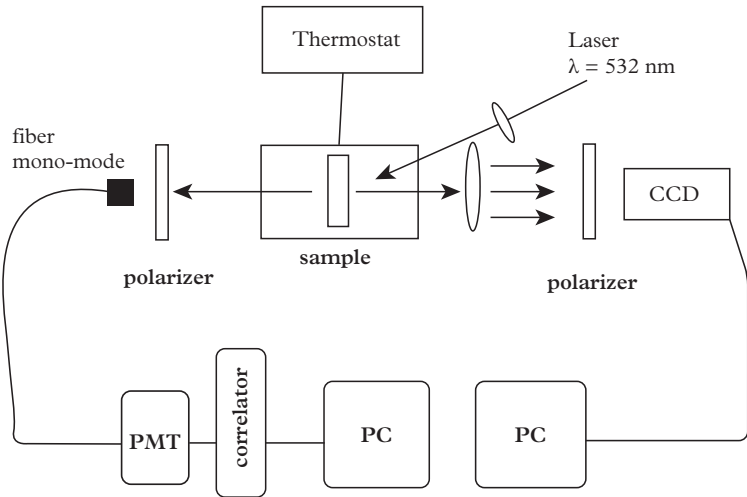 Thermostat
Laser
λ = 532 nm
fiber
mono-mode
CCD
sample
polarizer
polarizer
PMT
correlator
PC
PC